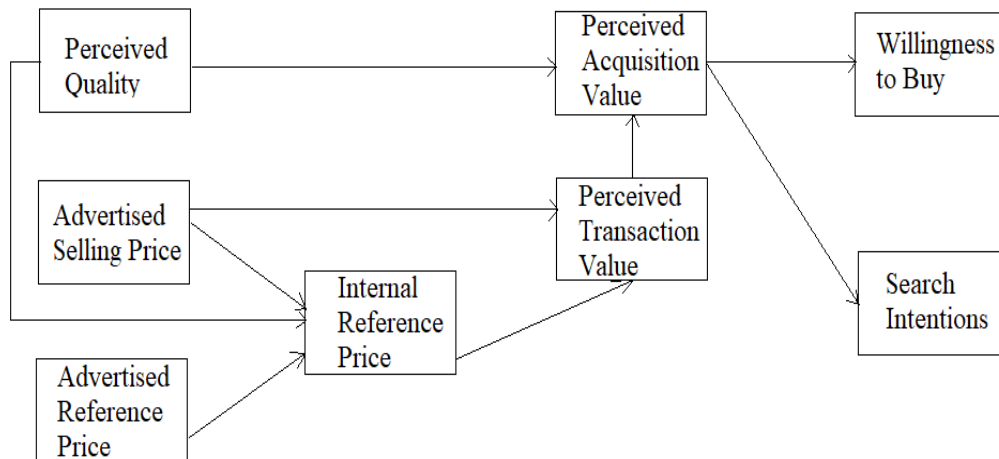 Perceived
Quality
Perceived
Acquisition
Value
Willingness
to Buy
Advertised
Selling Price
Perceived
Transaction
Value
Internal
Reference
Price
Search
Intentions
Advertised
Reference
Price